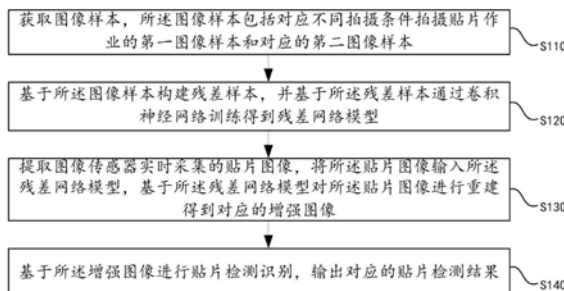 获取图像样本，所述图像样本包括对应不同拍摄条件拍摄贴片作
业的第一图像样本和对应的第二图像样本
S110
基于所述图像样本构建残差样本，并基于所述残差样本通过卷积
神经网络训练得到残差网络模型
S120
提取图像传感器实时采集的贴片图像，将所述贴片图像输入所述
残差网络模型，基于所述残差网络模型对所述贴片图像进行重建
得到对应的增强图像
S130
基于所述增强图像进行贴片检测识别，输出对应的贴片检测结果
S140